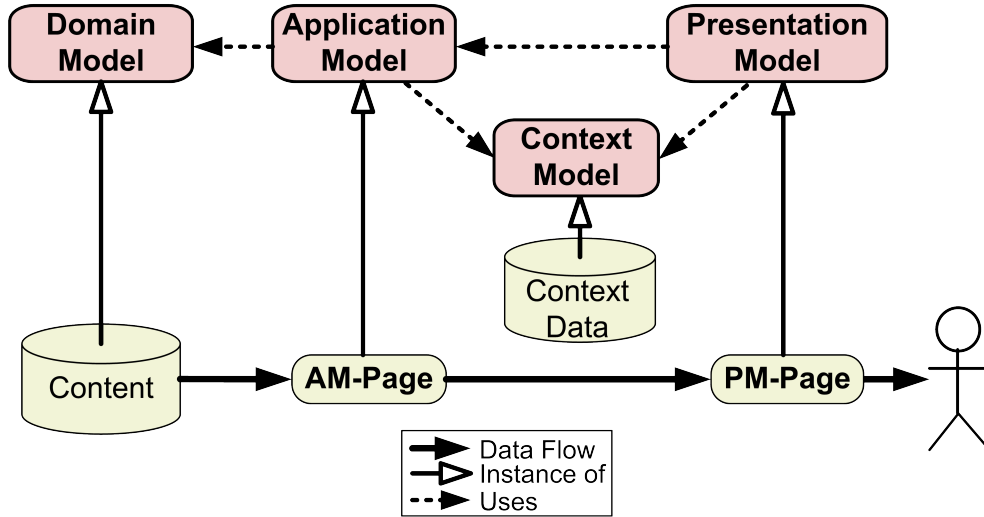 Domain
Model
Application
Model
Presentation
Model
Context
Model
Context
Data
Content
AM-Page
PM-Page
Data Flow
Instance of
Uses